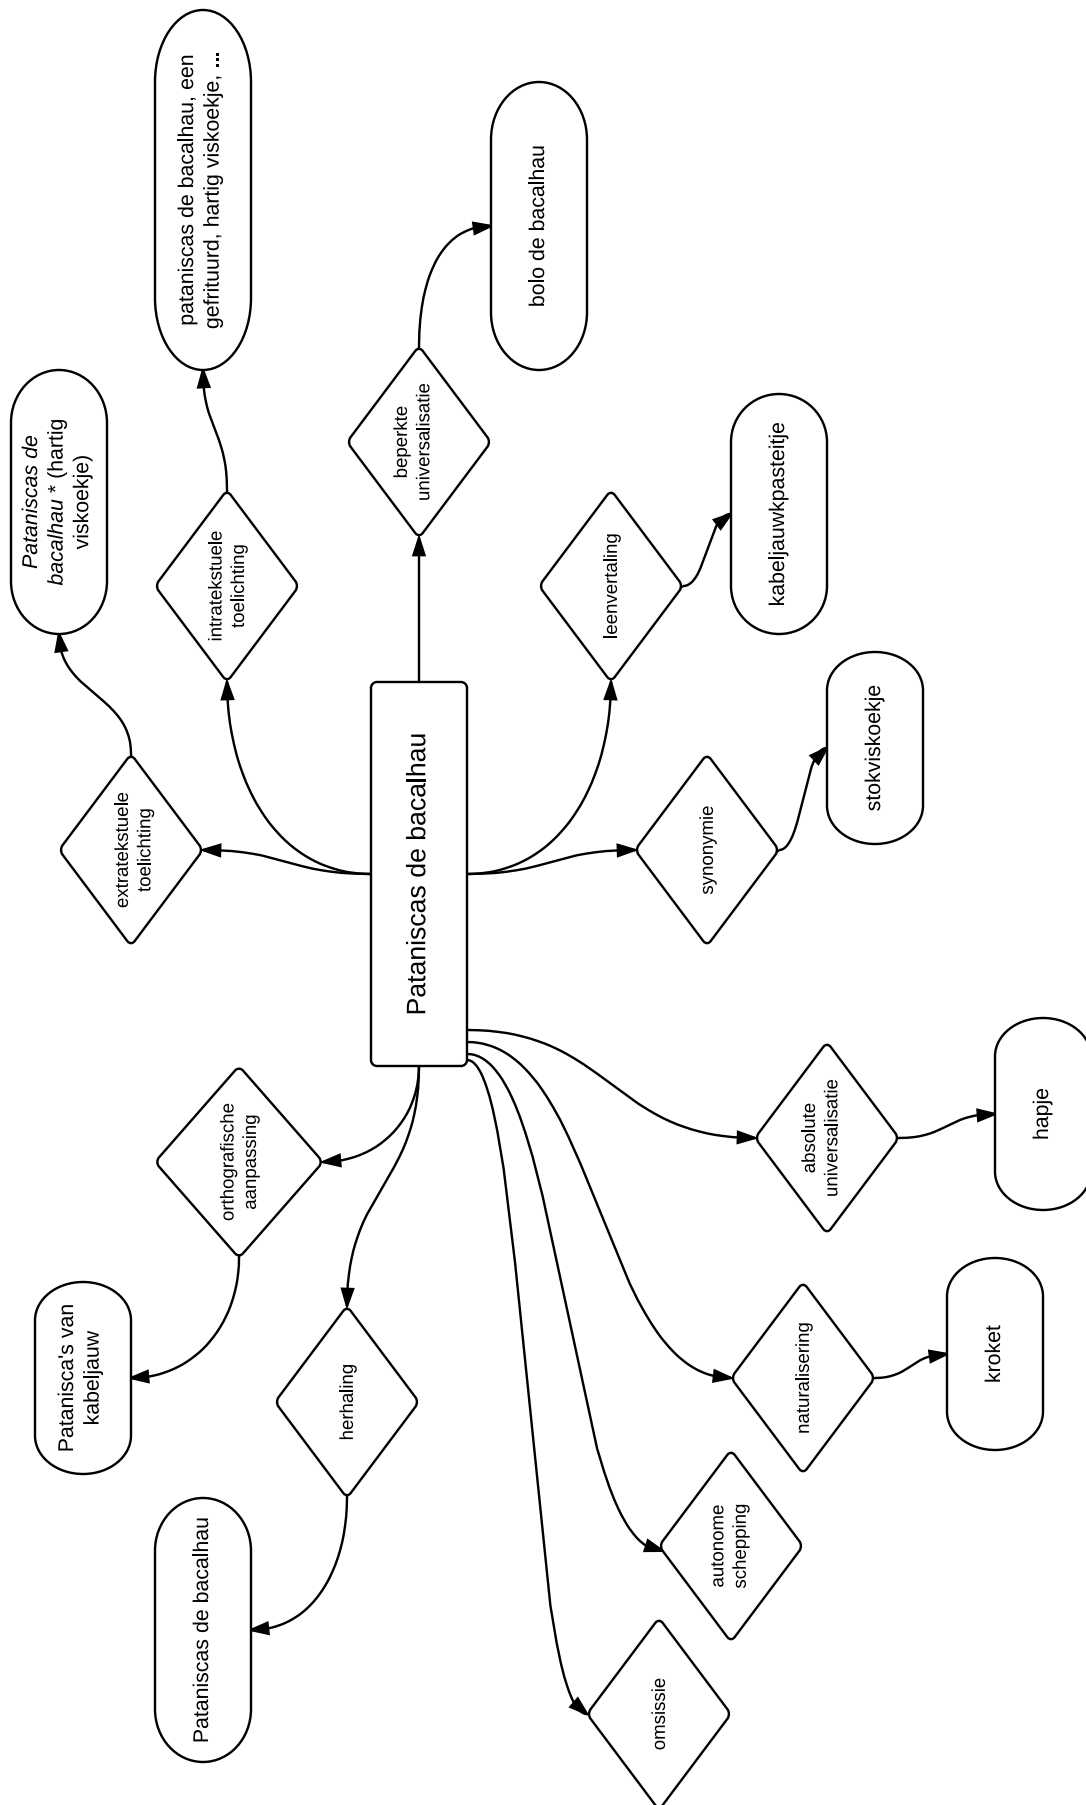 Pataniscas de bacalhau
Pataniscas de bacalhau
herhaling
Patanisca's van
kabeljauw
orthografische
aanpassing
extratekstuele
toelichting
Pataniscas de
bacalhau * (hartig
viskoekje)
intratekstuele
toelichting
pataniscas de bacalhau, een
gefrituurd, hartig viskoekje, ...
beperkte
universalisatie
bolo de bacalhau
leenvertaling
kabeljauwkpasteitje
synonymie
stokviskoekje
absolute
universalisatie
hapje
naturalisering
kroket
autonome
schepping
omsissie